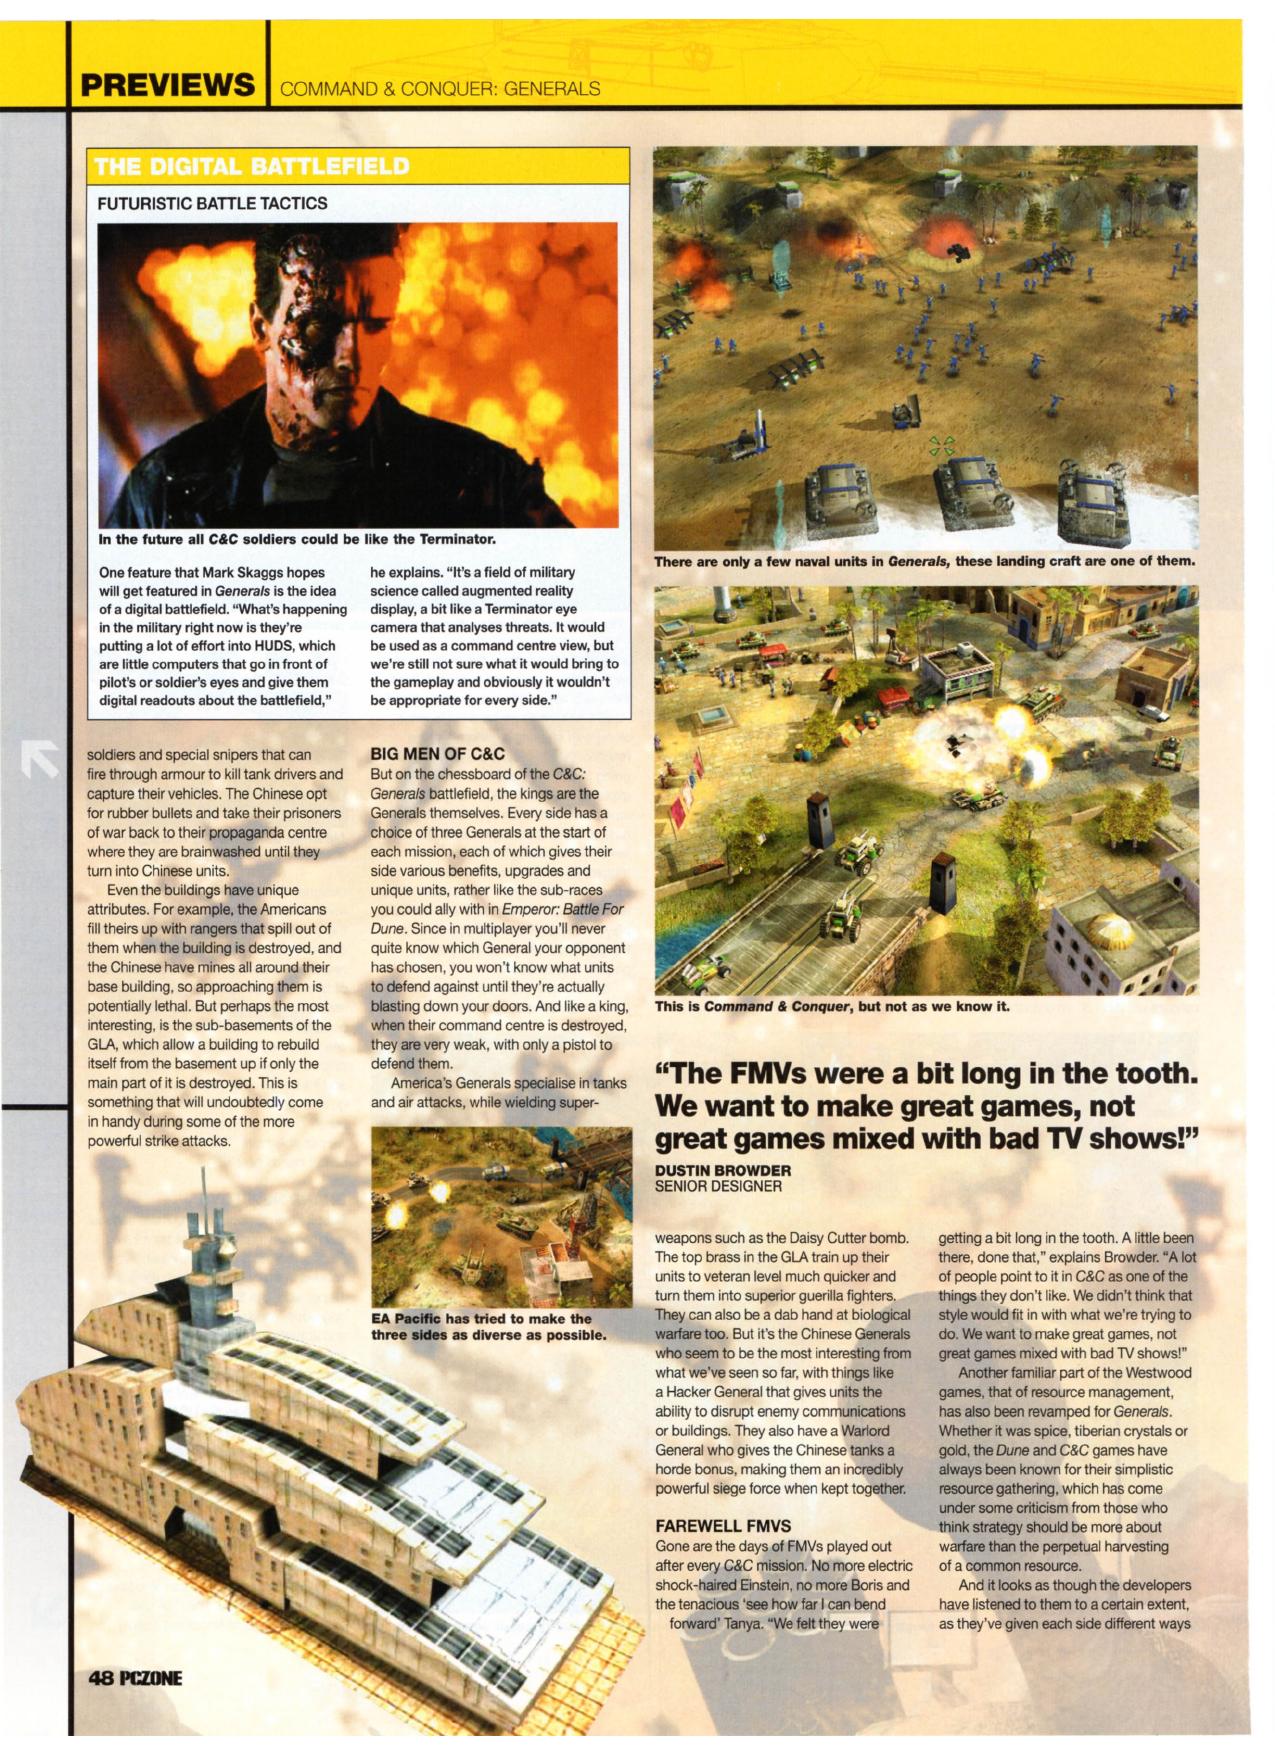 PREVIEWS
COMMAND & CONQUER: GENERALS
THE DIGITAL BATTLEFIELD
FUTURISTIC BATTLE TACTICS
In the future all C&C soldiers could be like the Terminator.
One feature that Mark Skaggs hopes
will get featured in Generals is the idea
of a digital battlefield. “What's happening
in the military right now is they're
putting a lot of effort into HUDS, which
are little computers that go in front of
pilot's or soldier's eyes and give them
digital readouts about the battlefield,”
he explains. “It's a field of military
science called augmented reality
display, a bit like a Terminator eye
camera that analyses threats. It would
be used as a command centre view, but
we're still not sure what it would bring to
the gameplay and obviously it wouldn't
be appropriate for every side.”
There are only a few naval units in Generals, these landing craft are one of them.
This is Command & Conquer, but not as we know it.
soldiers and special snipers that can
fire through armour to kill tank drivers and
capture their vehicles. The Chinese opt
for rubber bullets and take their prisoners
of war back to their propaganda centre
where they are brainwashed until they
turn into Chinese units.
Even the buildings have unique
attributes. For example, the Americans
fill theirs up with rangers that spill out of
them when the building is destroyed, and
the Chinese have mines all around their
base building, so approaching them is
potentially lethal. But perhaps the most
interesting, is the sub-basements of the
GLA, which allow a building to rebuild
itself from the basement up if only the
main part of it is destroyed. This is
something that will undoubtedly come
in handy during some of the more
powerful strike attacks.
BIG MEN OF C&C
But on the chessboard of the C&C:
Generals battlefield, the kings are the
Generals themselves. Every side has a
choice of three Generals at the start of
each mission, each of which gives their
side various benefits, upgrades and
unique units, rather like the sub-races
you could ally with in Emperor: Battle For
Dune. Since in multiplayer you'll never
quite know which General your opponent
has chosen, you won't know what units
to defend against until they're actually
blasting down your doors. And like a king,
when their command centre is destroyed,
they are very weak, with only a pistol to
defend them.
America's Generals specialise in tanks
and air attacks, while wielding super-
EA Pacific has tried to make the
three sides as diverse as possible.
“The FMVs were a bit long in the tooth.
We want to make great games, not
great games mixed with bad TV shows!”
DUSTIN BROWDER
SENIOR DESIGNER
weapons such as the Daisy Cutter bomb.
The top brass in the GLA train up their
units to veteran level much quicker and
turn them into superior guerilla fighters.
They can also be a dab hand at biological
warfare too. But it's the Chinese Generals
who seem to be the most interesting from
what we've seen so far, with things like
a Hacker General that gives units the
ability to disrupt enemy communications
or buildings. They also have a Warlord
General who gives the Chinese tanks a
horde bonus, making them an incredibly
powerful siege force when kept together.
FAREWELL FMVS
Gone are the days of FMVs played out
after every C&C mission. No more electric
shock-haired Einstein, no more Boris and
the tenacious ‘see how far I can bend
forward’ Tanya. “We felt they were
getting a bit long in the tooth. A little been
there, done that,” explains Browder. “A lot
of people point to it in C&C as one of the
things they don't like. We didn't think that
style would fit in with what we're trying to
do. We want to make great games, not
great games mixed with bad TV shows!”
Another familiar part of the Westwood
games, that of resource management,
has also been revamped for Generals.
Whether it was spice, tiberian crystals or
gold, the Dune and C&C games have
always been known for their simplistic
resource gathering, which has come
under some criticism from those who
think strategy should be more about
warfare than the perpetual harvesting
of a common resource.
And it looks as though the developers
have listened to them to a certain extent,
as they've given each side different ways
48 PCZONE